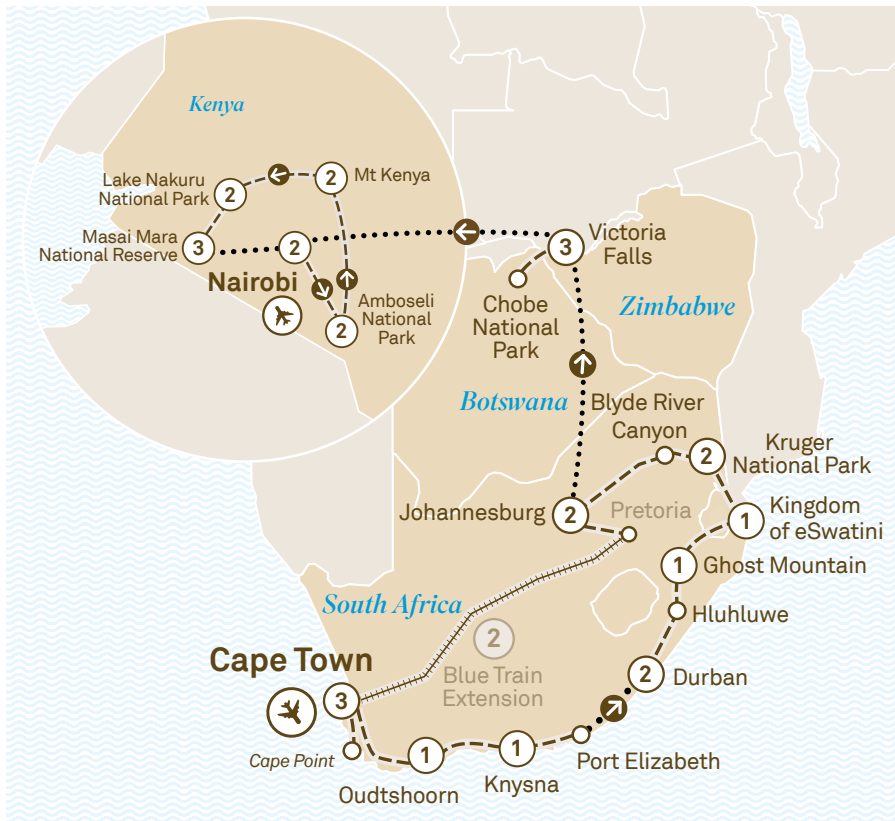 Kenya
Lake Nakuru
National Park
2
2
Mt Kenya
Masai Mara
National Reserve
3
2
Nairobi
Amboseli
National
Park
2
3
Victoria
Falls
Chobe
National
Park
Zimbabwe
Botswana
Blyde River
Canyon
2
Kruger
National Park
Johannesburg
2
Pretoria
1
Kingdom
of eSwatini
1
Ghost Mountain
South Africa
Hluhluwe
2
Blue Train
Extension
Cape Town
3
2
Durban
Cape Point
1
Oudtshoorn
1
Knysna
Port Elizabeth